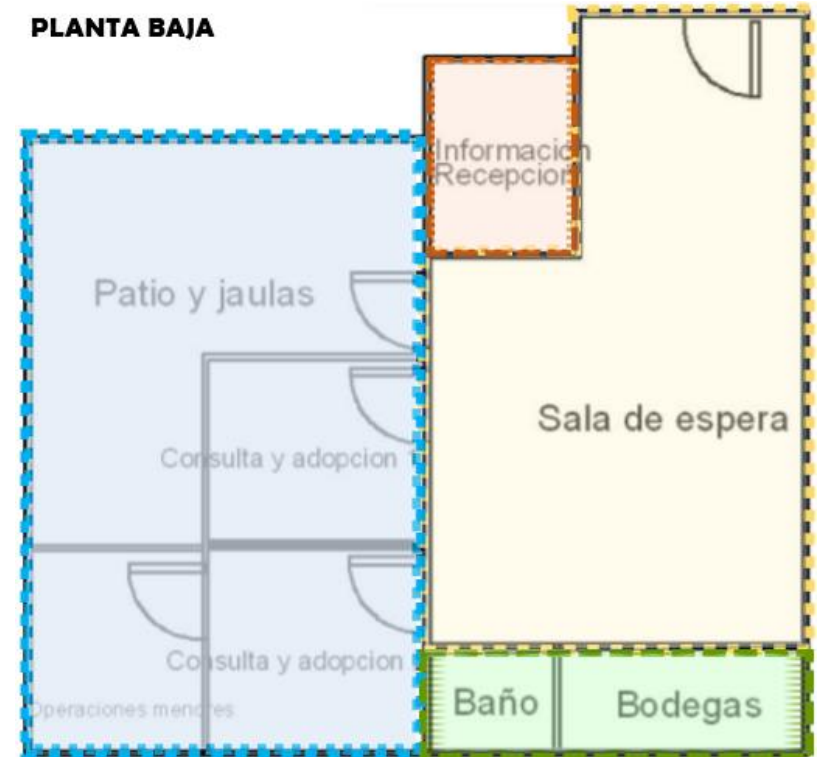 PLANTA BAJA
Informacion
Recepcion
Patio y jaulas
Sala de espera
Consulta y adopcion
Consulta y adopcion
Operaciones menores
Baño
Bodegas